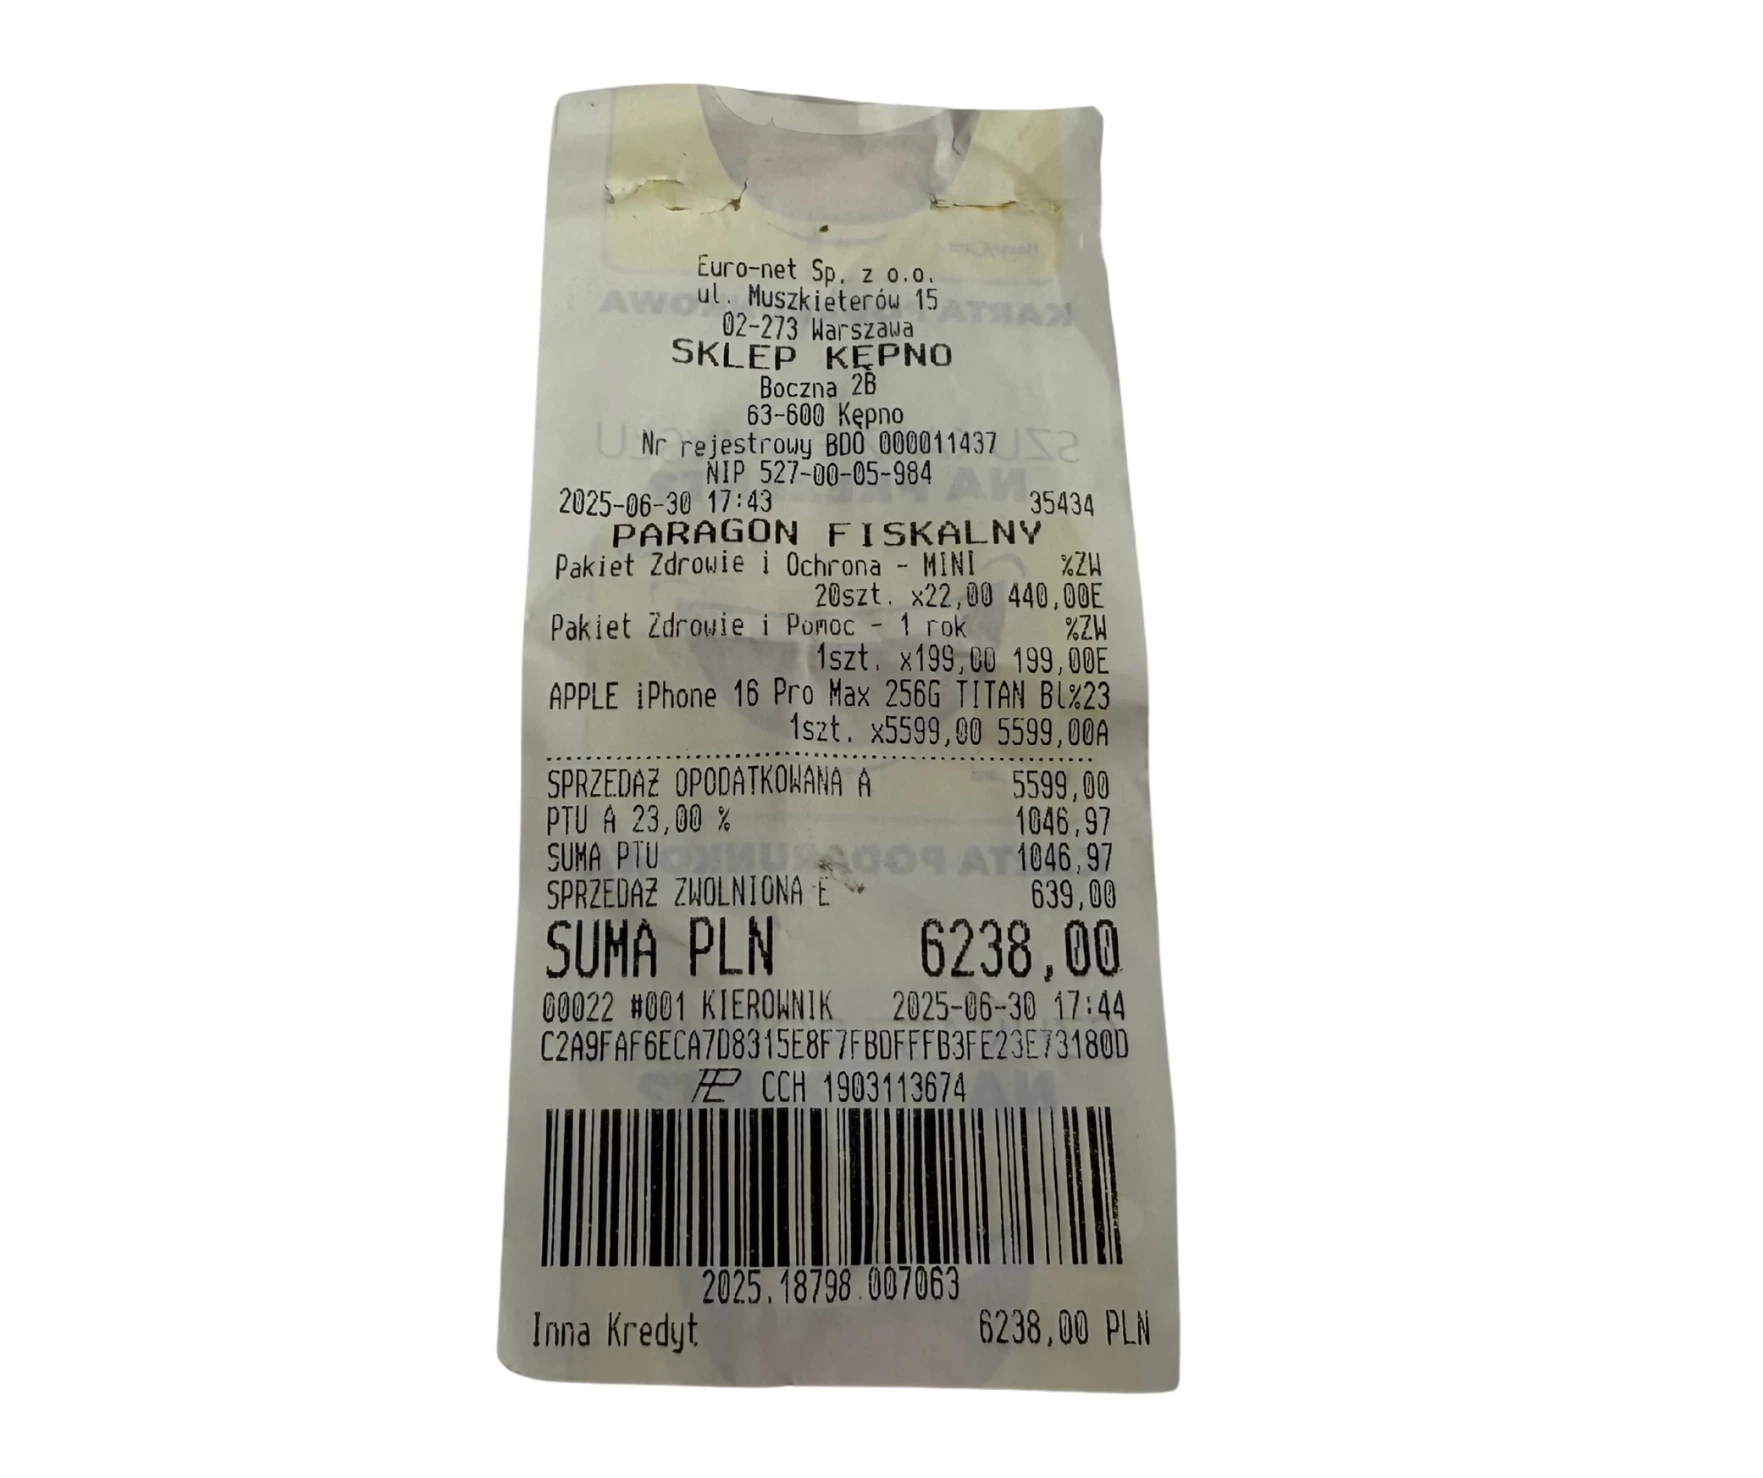 Euro-net Sp. z o.o.
ul. Muszkieterów 15
02-273 Warszawa
SKLEP KĘPNO
Boczna 2B
63-600 Kępno
Nr rejestrowy BDO 000011437
NIP 527-00-05-984
2025-06-30 17:43 35434
PARAGON FISKALNY
Pakiet Zdrowie i Ochrona - MINI %ZW
20szt. x22,00 440,00E
Pakiet Zdrowie i Pomoc - 1 rok %ZW
1szt. x199,00 199,00E
APPLE iPhone 16 Pro Max 256G TITAN BL%23
1szt. x5599,00 5599,00A
SPRZEDAŻ OPODATKOWANA A 5599,00
PTU A 23,00 % 1046,97
SUMA PTU 1046,97
SPRZEDAŻ ZWOLNIONA E 639,00
SUMA PLN 6238,00
00022 #001 KIEROWNIK 2025-06-30 17:44
C2A9FAF6ECA7D8315E8F7FBDFFFB3FE23E73180D
CCH 1903113674
2025.18798.007063
Inna Kredyt 6238,00 PLN